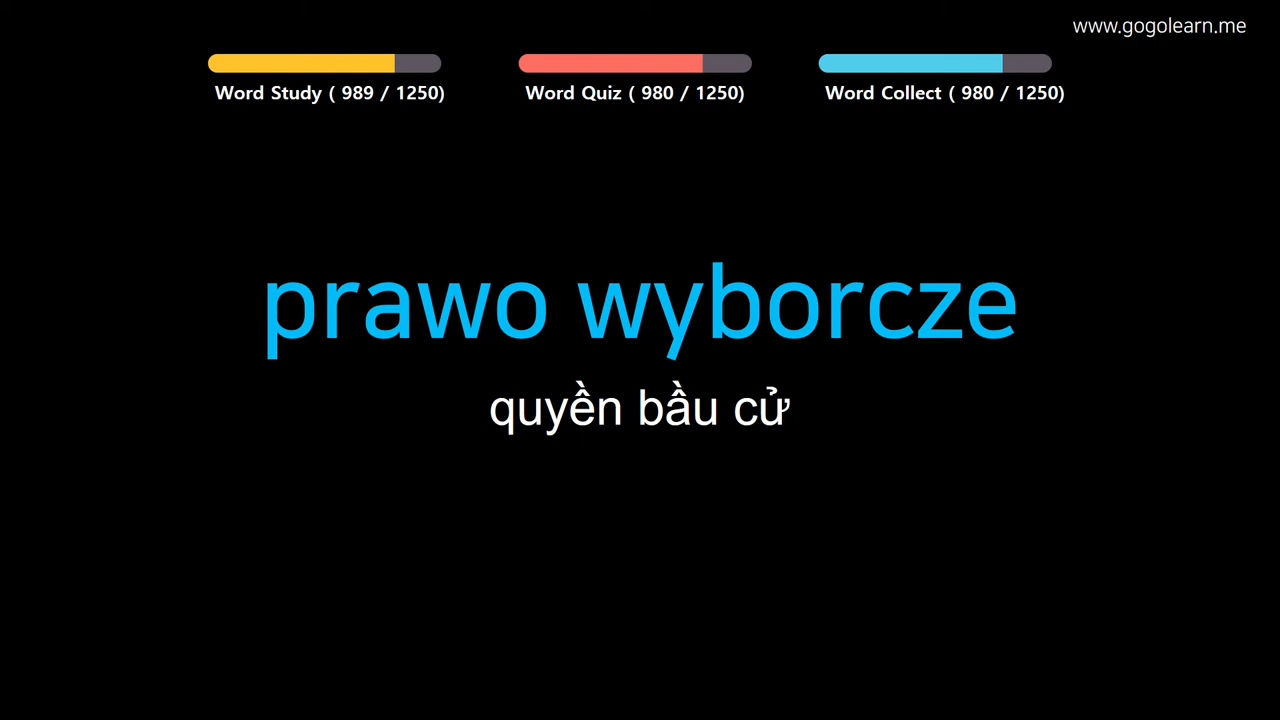 www.gogolearn.me
Word Study ( 989 / 1250)
Word Quiz ( 980 / 1250)
Word Collect ( 980 / 1250)
prawo wyborcze
quyền bầu cử